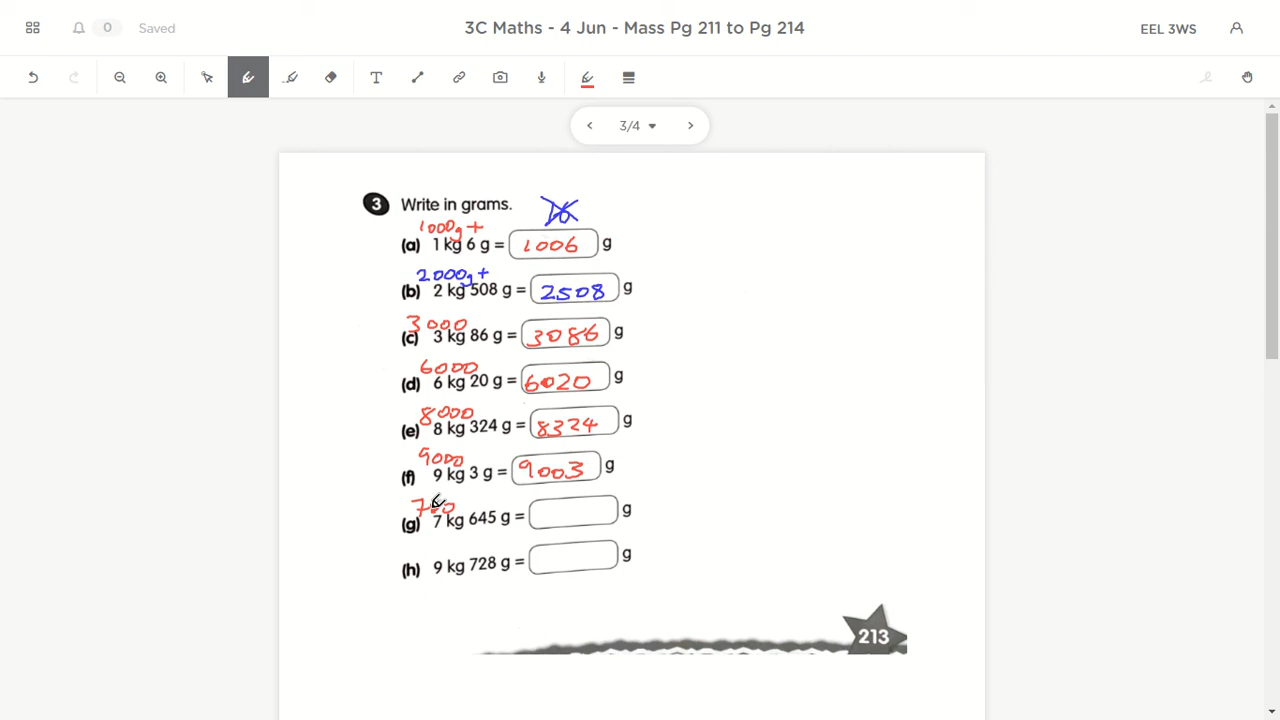 3C Maths - 4 Jun - Mass Pg 211 to Pg 214
0 Saved
EEL 3WS
T
3/4
3 Write in grams. 16
1000g +
(a) 1 kg 6 g = 1006 g
2000g +
(b) 2 kg 508 g = 2508 g
3000
(c) 3 kg 86 g = 3086 g
6000
(d) 6 kg 20 g = 6020 g
8000
(e) 8 kg 324 g = 8324 g
9000
(f) 9 kg 3 g = 9003 g
(g) 7 kg 645 g = g
(h) 9 kg 728 g = g
213